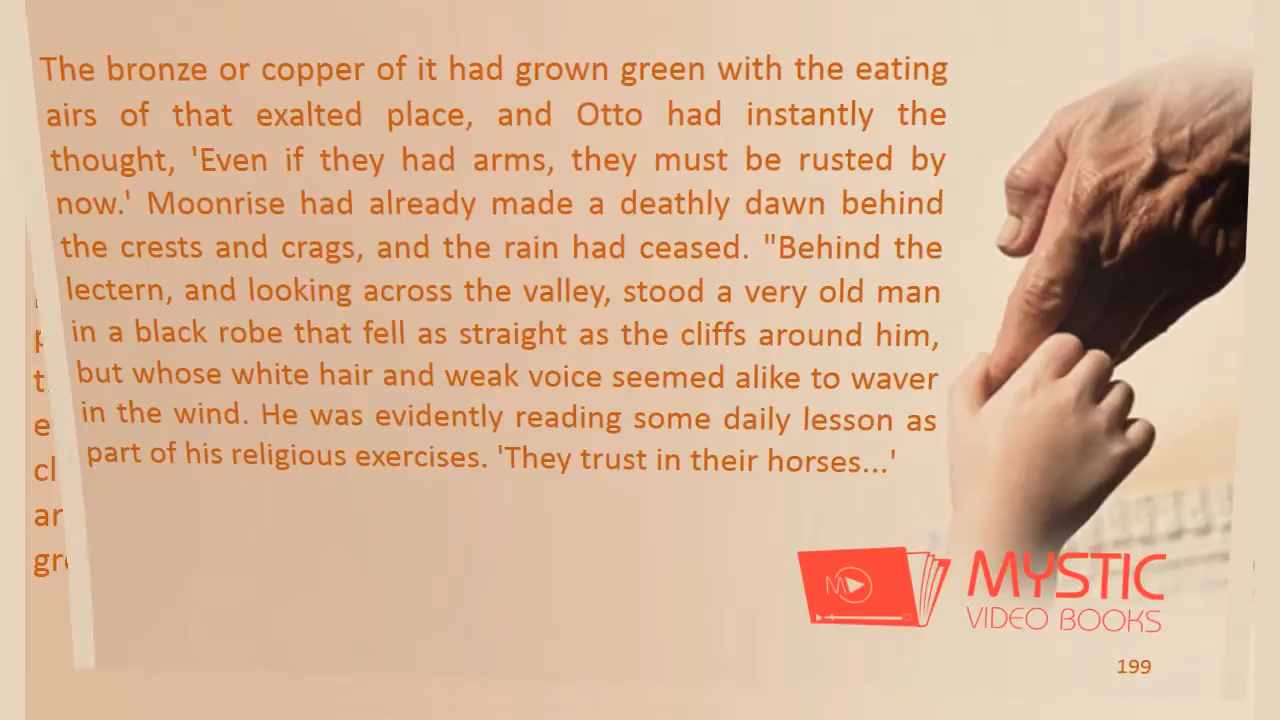 The bronze or copper of it had grown green with the eating
airs of that exalted place, and Otto had instantly the
thought, 'Even if they had arms, they must be rusted by
now.' Moonrise had already made a deathly dawn behind
the crests and crags, and the rain had ceased. "Behind the
lectern, and looking across the valley, stood a very old man
in a black robe that fell as straight as the cliffs around him,
but whose white hair and weak voice seemed alike to waver
in the wind. He was evidently reading some daily lesson as
part of his religious exercises. 'They trust in their horses...'
MYSTIC
VIDEO BOOKS
199